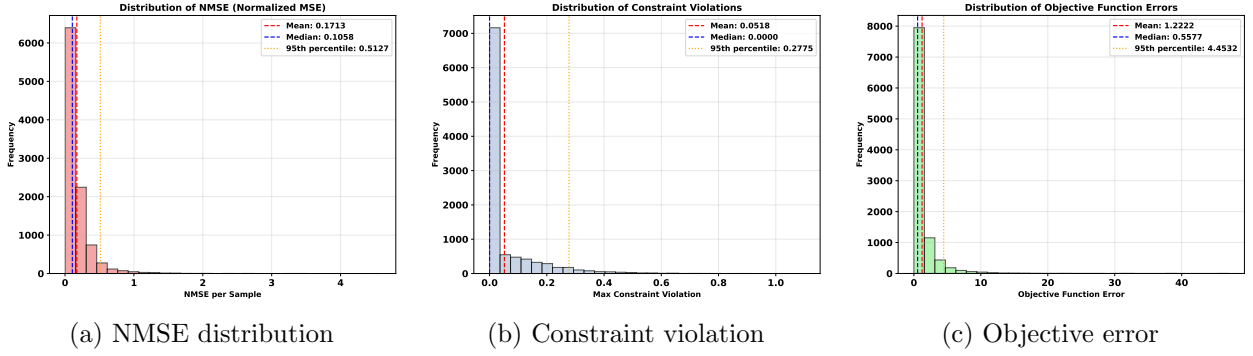 Distribution of NMSE (Normalized MSE)
Mean: 0.1713
Median: 0.1058
95th percentile: 0.5127
6000
5000
4000
3000
2000
1000
0
Frequency
0
1
2
3
4
NMSE per Sample
(a) NMSE distribution
Distribution of Constraint Violations
Mean: 0.0518
Median: 0.0000
95th percentile: 0.2775
7000
6000
5000
4000
3000
2000
1000
0
Frequency
0.0
0.2
0.4
0.6
0.8
1.0
Max Constraint Violation
(b) Constraint violation
Distribution of Objective Function Errors
Mean: 1.2222
Median: 0.5577
95th percentile: 4.4532
8000
7000
6000
5000
4000
3000
2000
1000
0
Frequency
0
10
20
30
40
Objective Function Error
(c) Objective error